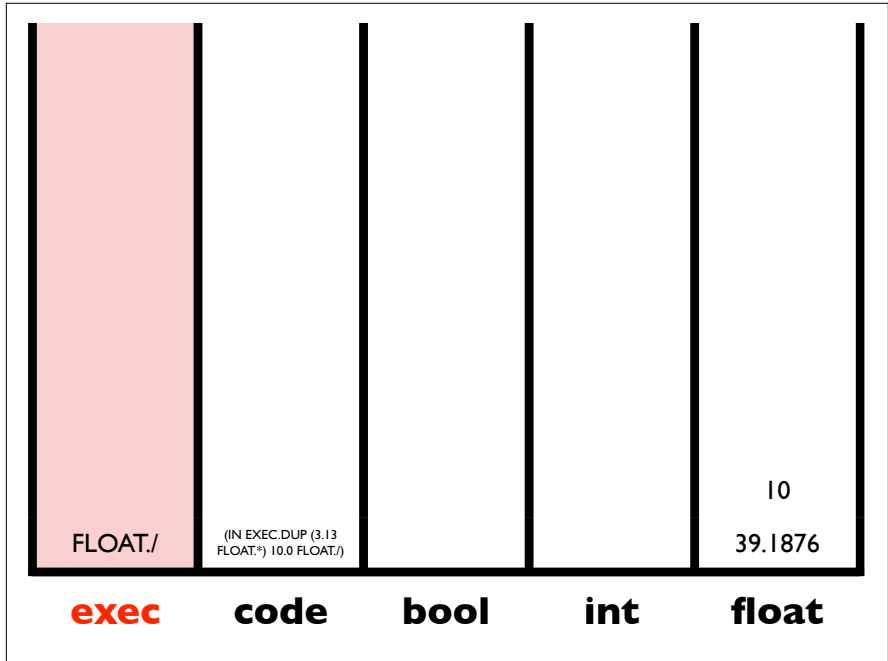 10
FLOAT./
(IN EXEC.DUP (3.13
FLOAT.*) 10.0 FLOAT./)
39.1876
exec code bool int float